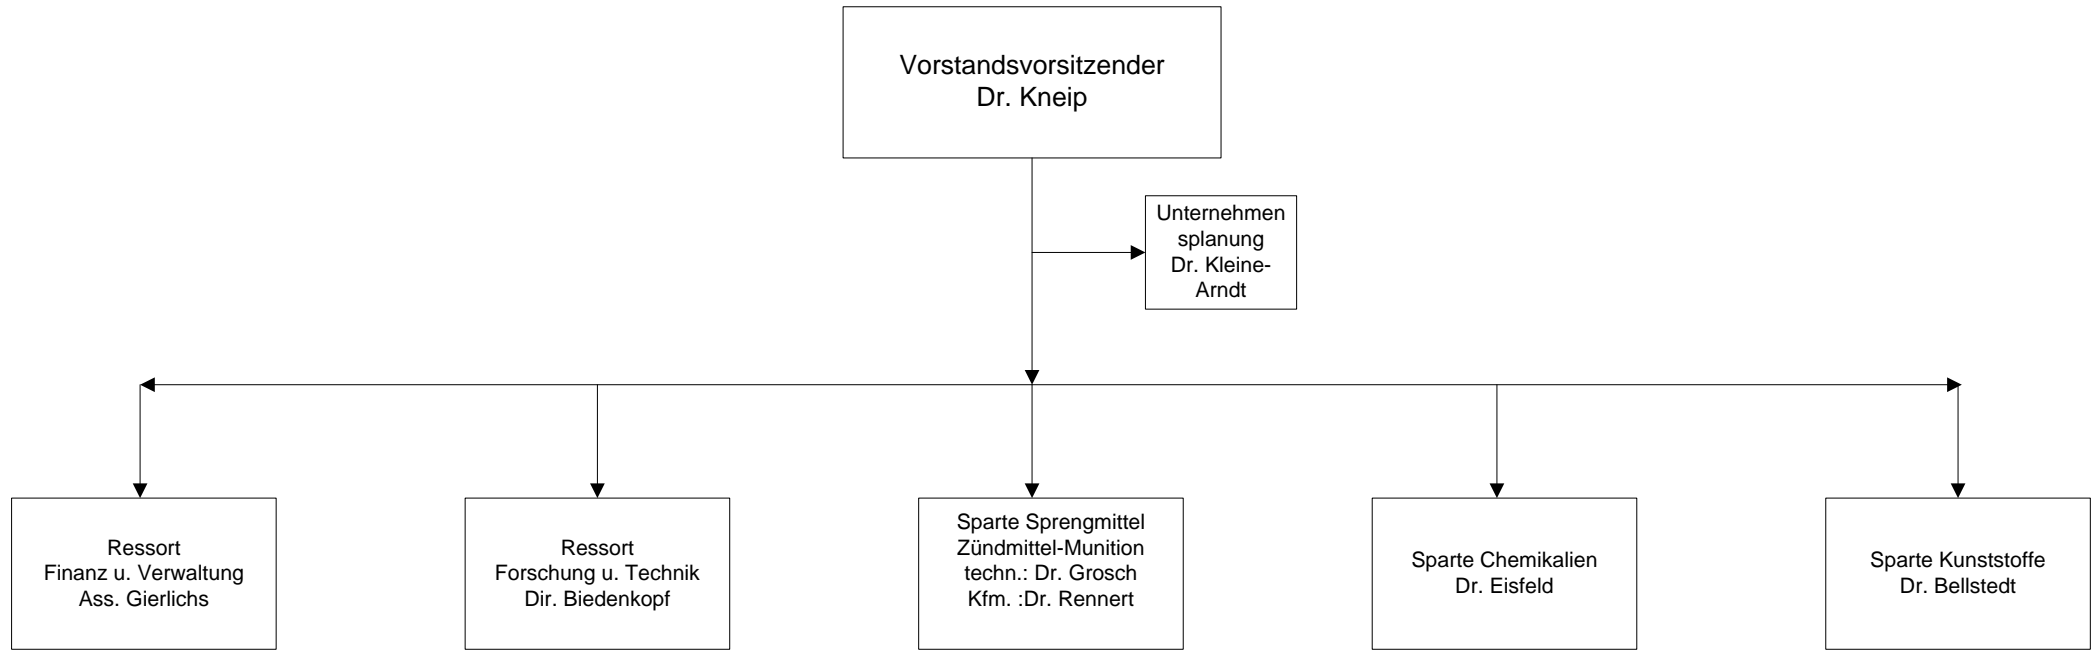 Vorstandsvorsitzender
Dr. Kneip
Unternehmen
splanung
Dr. Kleine-
Arndt
Ressort
Finanz u. Verwaltung
Ass. Gierlichs
Ressort
Forschung u. Technik
Dir. Biedenkopf
Sparte Sprengmittel
Zündmittel-Munition
techn.: Dr. Grosch
Kfm. :Dr. Rennert
Sparte Chemikalien
Dr. Eisfeld
Sparte Kunststoffe
Dr. Bellstedt